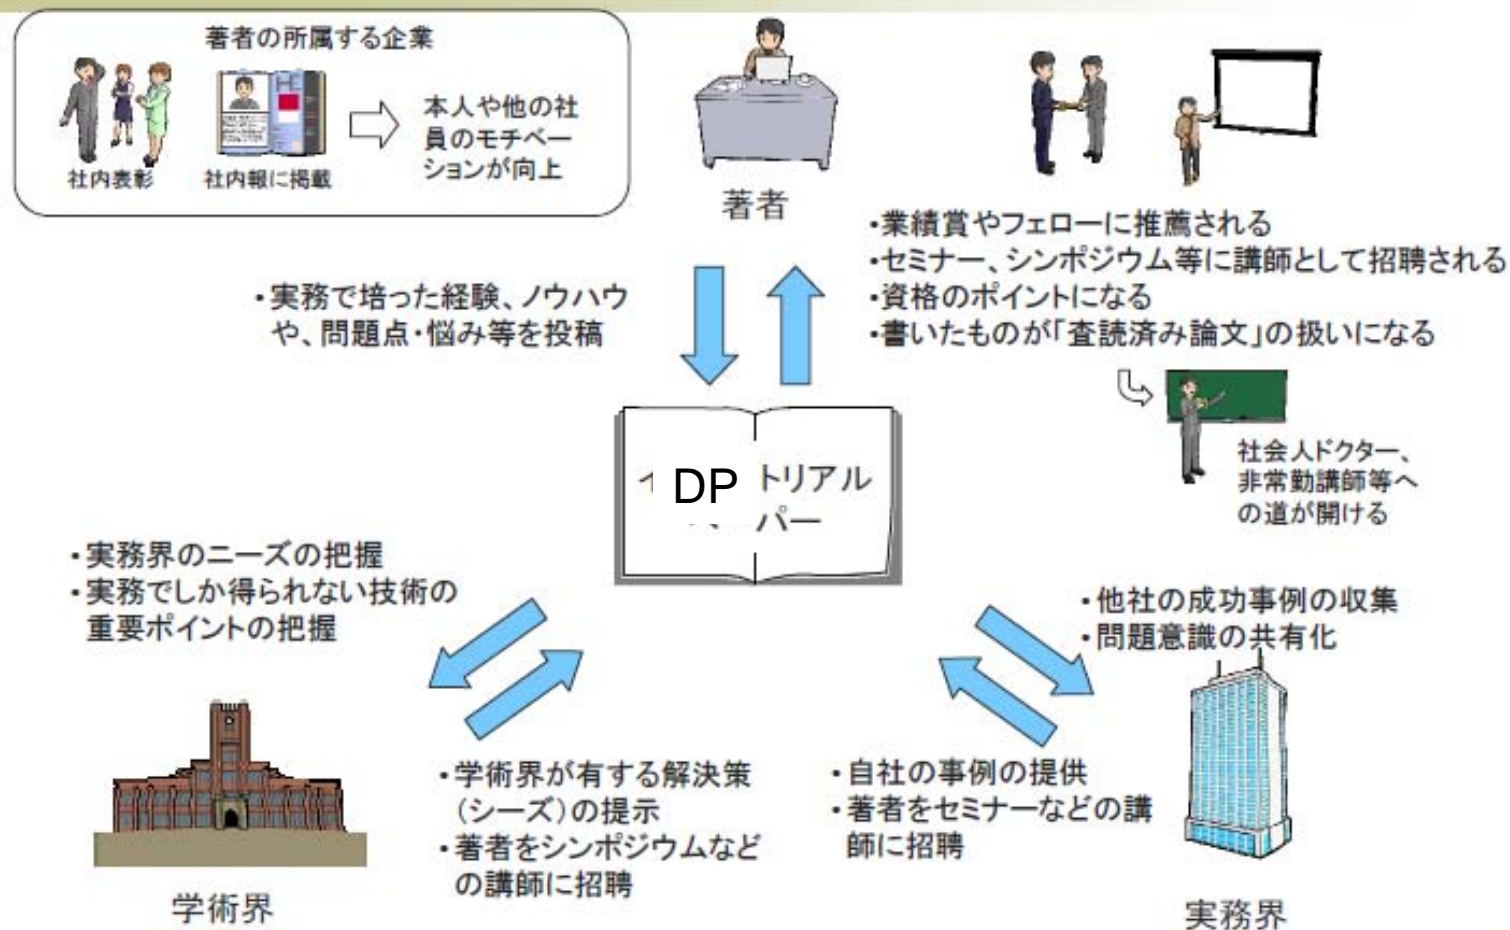 著者の所属する企業
社内表彰
社内報に掲載
本人や他の社
員のモチベー
ションが向上
著者
・業績賞やフェローに推薦される
・セミナー、シンポジウム等に講師として招聘される
・資格のポイントになる
・書いたものが「査読済み論文」の扱いになる
社会人ドクター、
非常勤講師等へ
の道が開ける
・実務で培った経験、ノウハウ
や、問題点・悩み等を投稿
DP
トリアル
パー
・実務界のニーズの把握
・実務でしか得られない技術の
重要ポイントの把握
・他社の成功事例の収集
・問題意識の共有化
・学術界が有する解決策
(シーズ)の提示
・著者をシンポジウムなど
の講師に招聘
・自社の事例の提供
・著者をセミナーなどの講
師に招聘
学術界
実務界